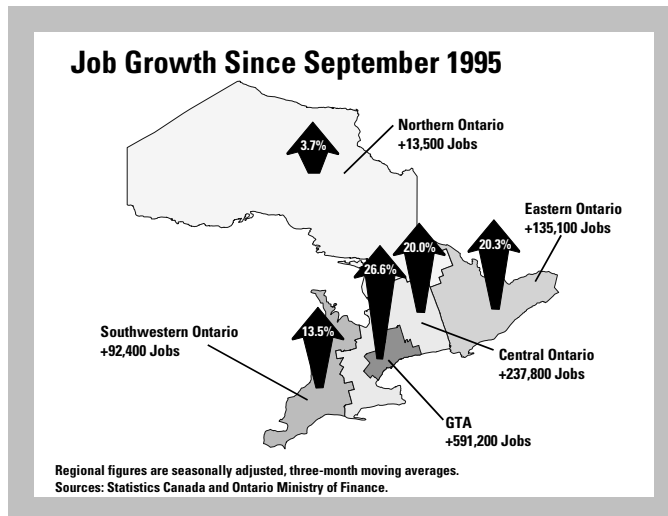 Job Growth Since September 1995
Northern Ontario
+13,500 Jobs
3.7%
Eastern Ontario
+135,100 Jobs
20.0%
20.3%
26.6%
13.5%
Southwestern Ontario
+92,400 Jobs
Central Ontario
+237,800 Jobs
GTA
+591,200 Jobs
Regional figures are seasonally adjusted, three-month moving averages.
Sources: Statistics Canada and Ontario Ministry of Finance.